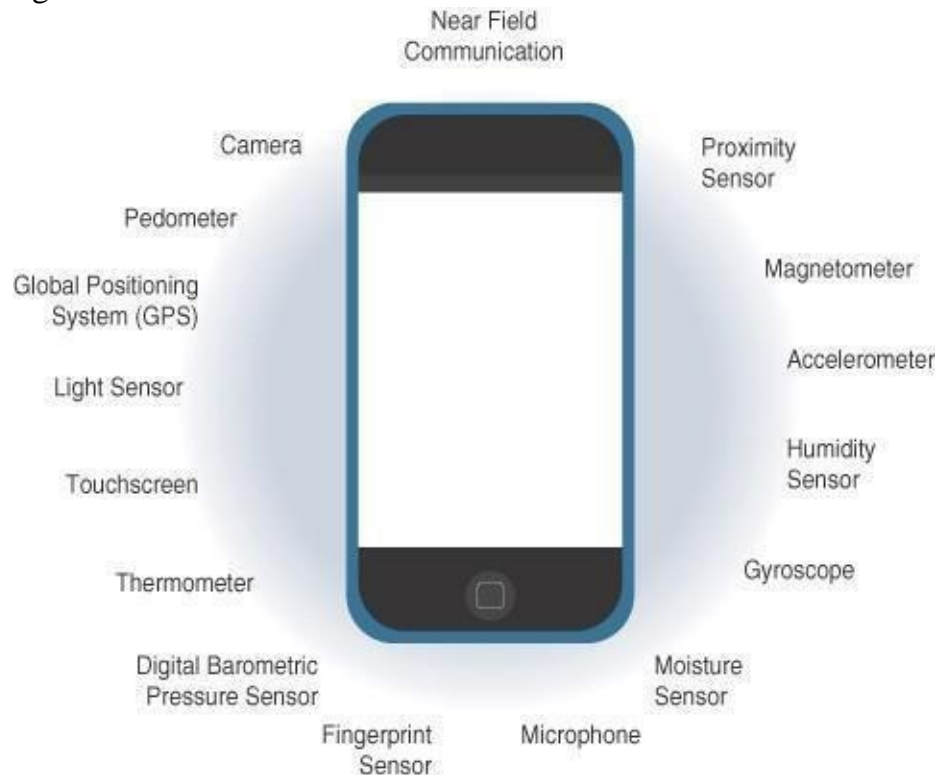 Near Field
Communication
Camera
Proximity
Sensor
Pedometer
Magnetometer
Global Positioning
System (GPS)
Accelerometer
Light Sensor
Humidity
Sensor
Touchscreen
Gyroscope
Thermometer
Digital Barometric
Pressure Sensor
Moisture
Sensor
Fingerprint
Sensor
Microphone